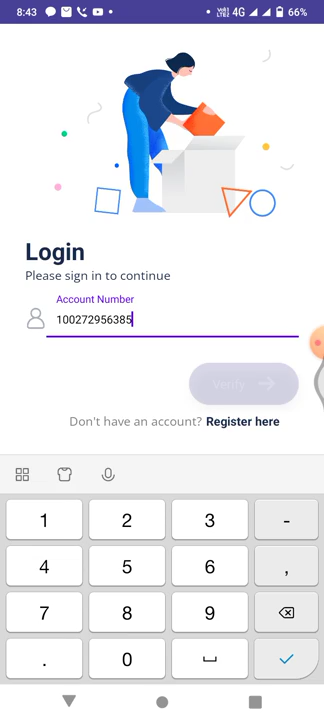 8:43
4G
66%
Login
Please sign in to continue
Account Number
100272956385
Verify
Don't have an account? Register here
1 2 3 -
4 5 6 ,
7 8 9
. 0